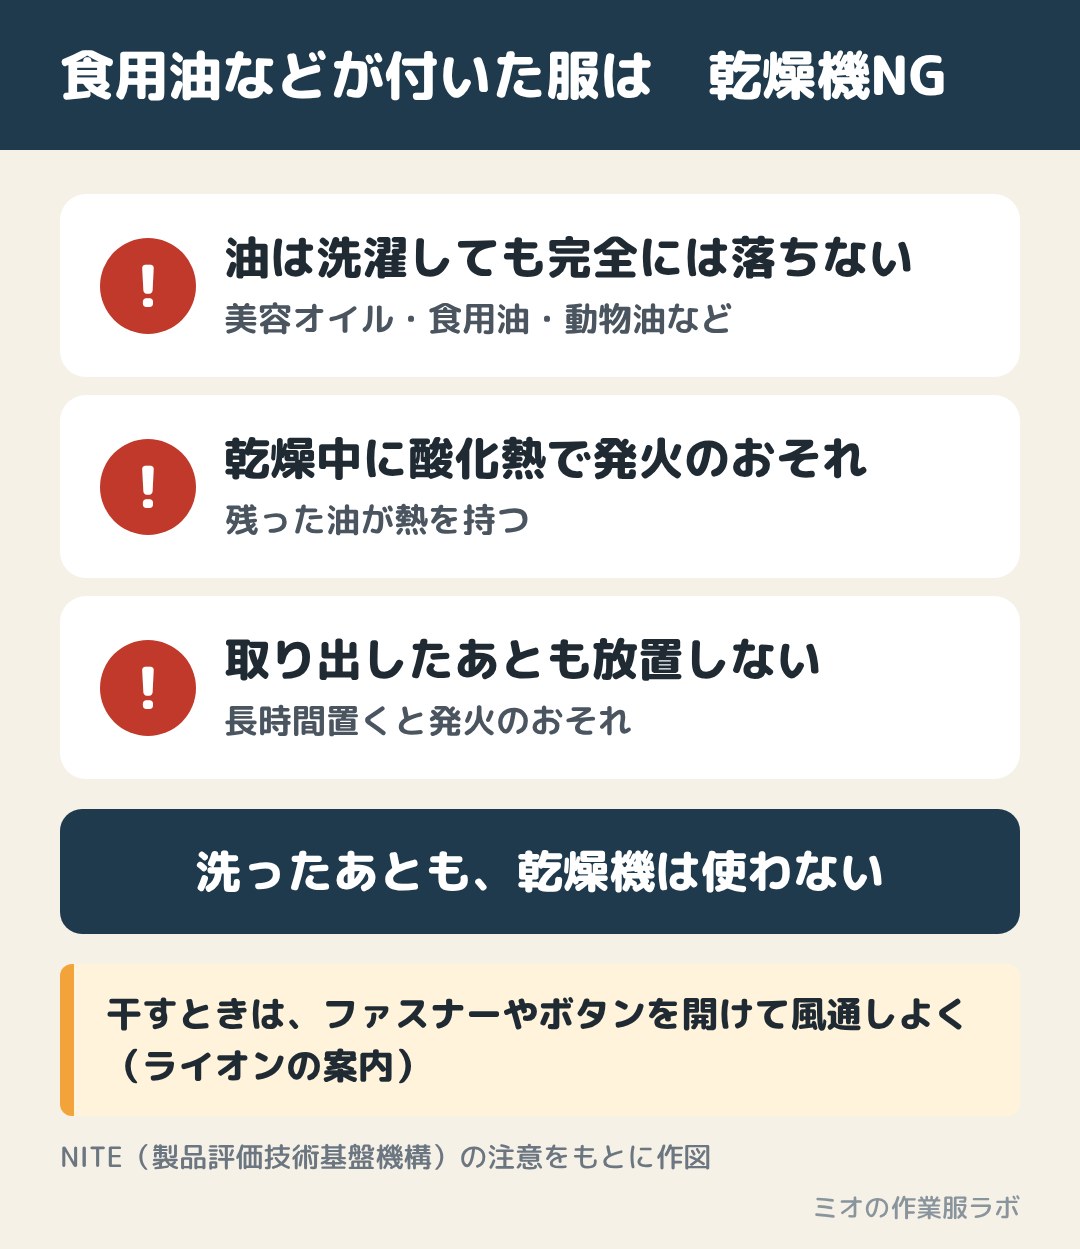 食用油などが付いた服は　乾燥機NG
!
油は洗濯しても完全には落ちない
美容オイル・食用油・動物油など
!
乾燥中に酸化熱で発火のおそれ
残った油が熱を持つ
!
取り出したあとも放置しない
長時間置くと発火のおそれ
洗ったあとも、乾燥機は使わない
干すときは、ファスナーやボタンを開けて風通しよく
（ライオンの案内）
NITE（製品評価技術基盤機構）の注意をもとに作図
ミオの作業服ラボ